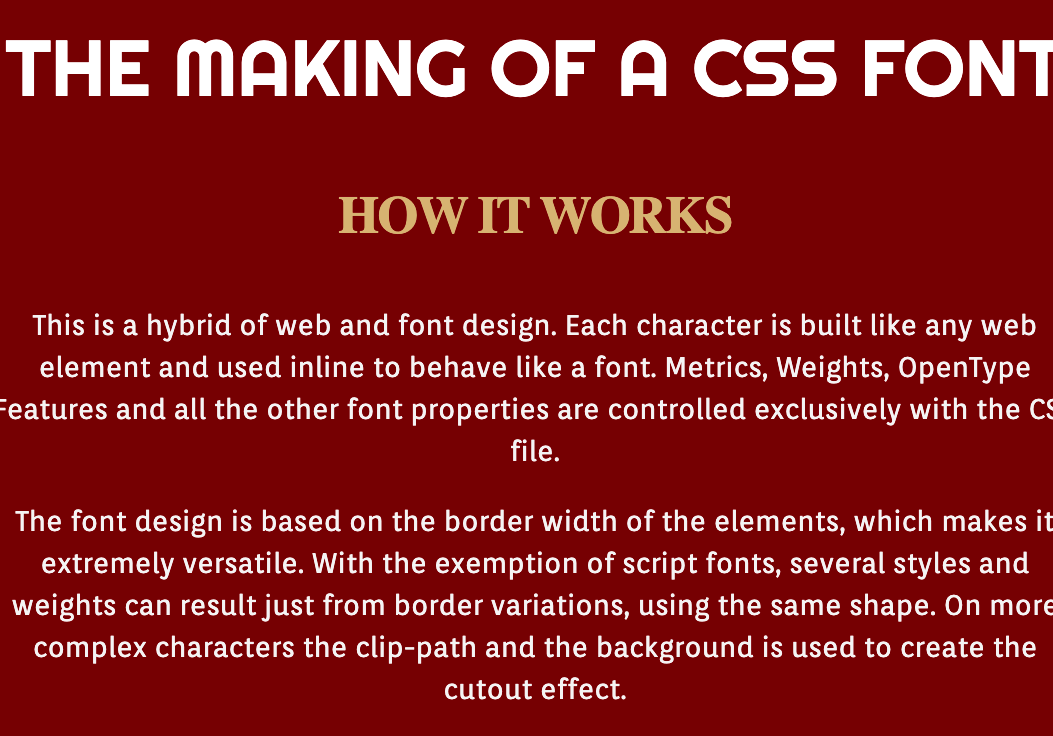 THE MAKING OF A CSS FONT
HOW IT WORKS
This is a hybrid of web and font design. Each character is built like any web
element and used inline to behave like a font. Metrics, Weights, OpenType
Features and all the other font properties are controlled exclusively with the CS
file.
The font design is based on the border width of the elements, which makes it
extremely versatile. With the exemption of script fonts, several styles and
weights can result just from border variations, using the same shape. On more
complex characters the clip-path and the background is used to create the
cutout effect.